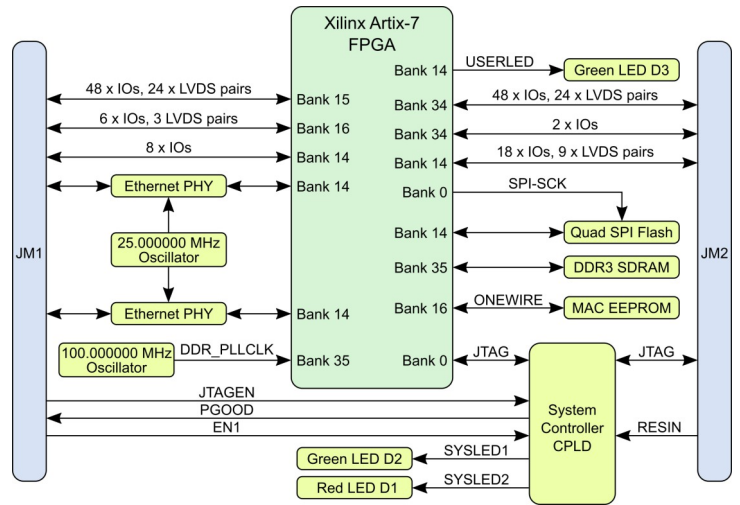 Xilinx Artix-7
FPGA
Bank 14
USERLED
Green LED D3
48 x IOs, 24 x LVDS pairs
Bank 15
Bank 34
48 x IOs, 24 x LVDS pairs
6 x IOs, 3 LVDS pairs
Bank 16
Bank 34
2 x IOs
8 x IOs
Bank 14
Bank 14
18 x IOs, 9 x LVDS pairs
Ethernet PHY
Bank 14
Bank 0
SPI-SCK
Bank 14
Quad SPI Flash
JM1
25.000000 MHz
Oscillator
JM2
Bank 35
DDR3 SDRAM
Ethernet PHY
Bank 14
Bank 16
ONEWIRE
MAC EEPROM
100.000000 MHz
Oscillator
DDR_PLLCLK
Bank 35
Bank 0
JTAG
JTAG
JTAGEN
PGOOD
EN1
System
Controller
CPLD
RESIN
Green LED D2
SYSLED1
Red LED D1
SYSLED2